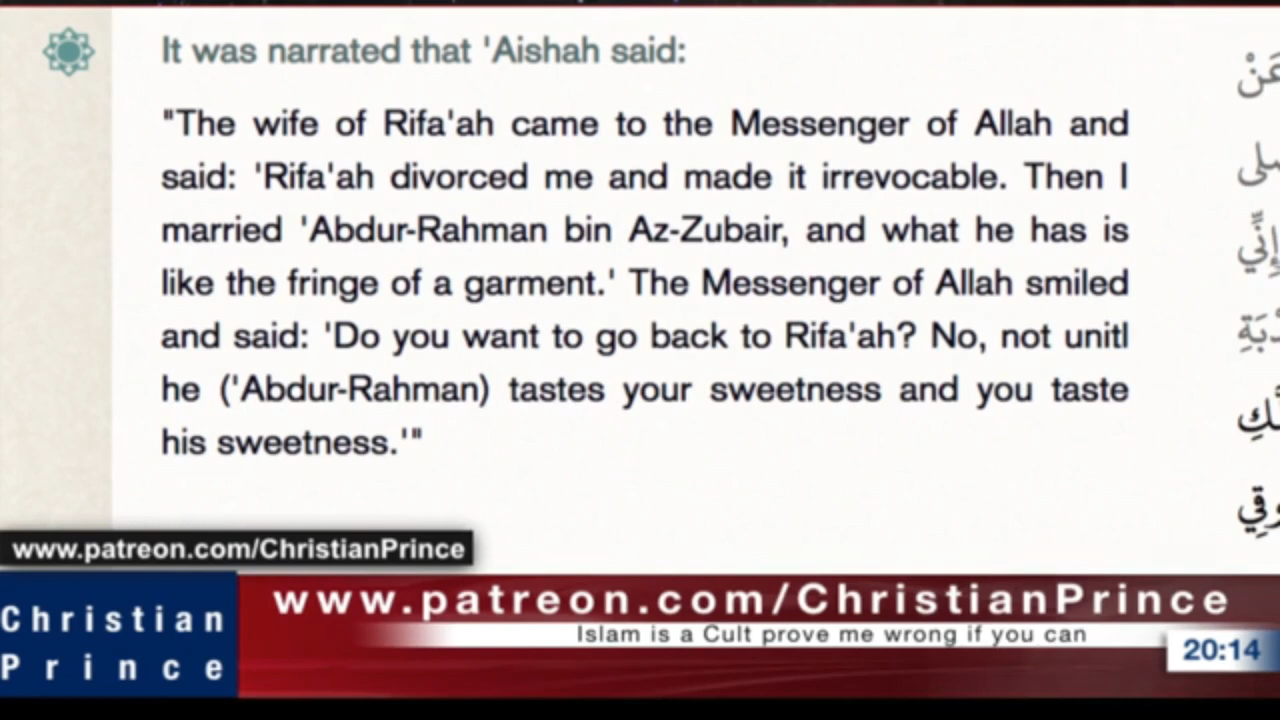 It was narrated that 'Aishah said:
"The wife of Rifa'ah came to the Messenger of Allah and
said: 'Rifa'ah divorced me and made it irrevocable. Then I
married 'Abdur-Rahman bin Az-Zubair, and what he has is
like the fringe of a garment.' The Messenger of Allah smiled
and said: 'Do you want to go back to Rifa'ah? No, not unitl
he ('Abdur-Rahman) tastes your sweetness and you taste
his sweetness.'"
عَنْ
إِنِّي
www.patreon.com/ChristianPrince
Christian
Prince
www.patreon.com/ChristianPrince
Islam is a Cult prove me wrong if you can
20:14